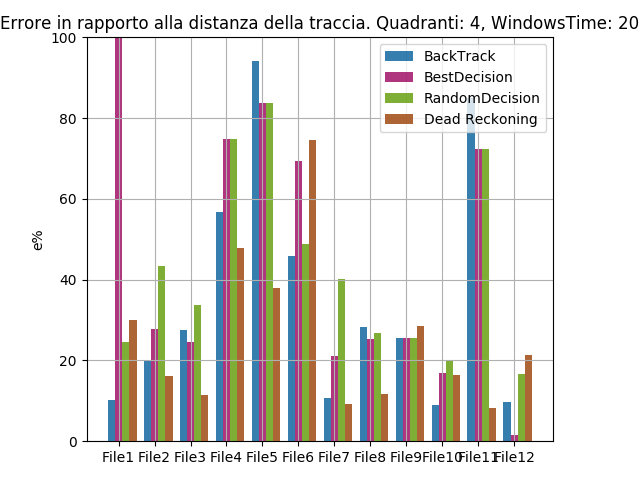 Errore in rapporto alla distanza della traccia. Quadranti: 4, WindowsTime: 20
100
80
60
40
20
0
e%
BackTrack
BestDecision
RandomDecision
Dead Reckoning
File1 File2 File3 File4 File5 File6 File7 File8 File9 File10 File11 File12